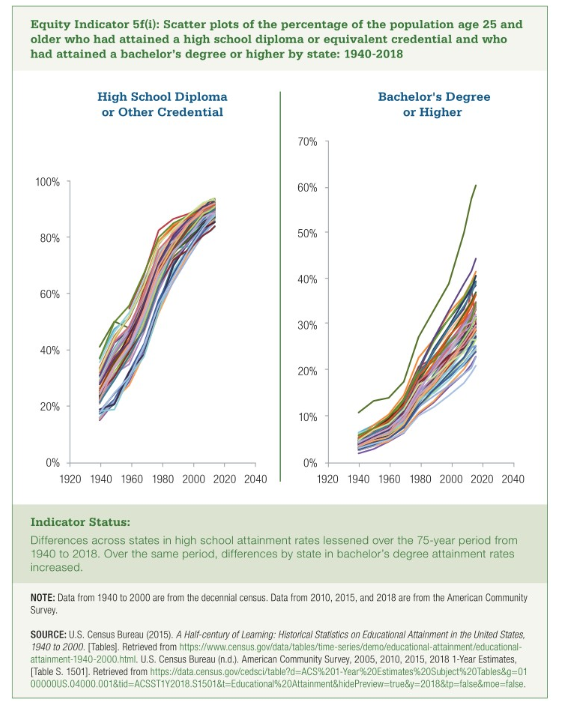 Equity Indicator 5f(i): Scatter plots of the percentage of the population age 25 and
older who had attained a high school diploma or equivalent credential and who
had attained a bachelor's degree or higher by state: 1940-2018
High School Diploma
or Other Credential
100%
80%
60%
40%
20%
0%
1920 1940 1960 1980 2000 2020 2040
Bachelor's Degree
or Higher
70%
60%
50%
40%
30%
20%
10%
0%
1920 1940 1960 1980 2000 2020 2040
Indicator Status:
Differences across states in high school attainment rates lessened over the 75-year period from
1940 to 2018. Over the same period, differences by state in bachelor's degree attainment rates
increased.
NOTE: Data from 1940 to 2000 are from the decennial census. Data from 2010, 2015, and 2018 are from the American Community
Survey.
SOURCE: U.S. Census Bureau (2015). A Half-century of Learning: Historical Statistics on Educational Attainment in the United States,
1940 to 2000. [Tables]. Retrieved from https://www.census.gov/data/tables/time-series/demo/educational-attainment/educational-
attainment-1940-2000.html. U.S. Census Bureau (n.d.). American Community Survey, 2005, 2010, 2015, 2018 1-Year Estimates,
[Table S. 1501]. Retrieved from https://data.census.gov/cedsci/table?d=ACS%201-Year%20Estimates%20Subject%20Tables&g=01
00000US.04000.001&tid=ACSST1Y2018.S1501&t=Educational%20Attainment&hidePreview=true&y=2018&tp=false&moe=false.